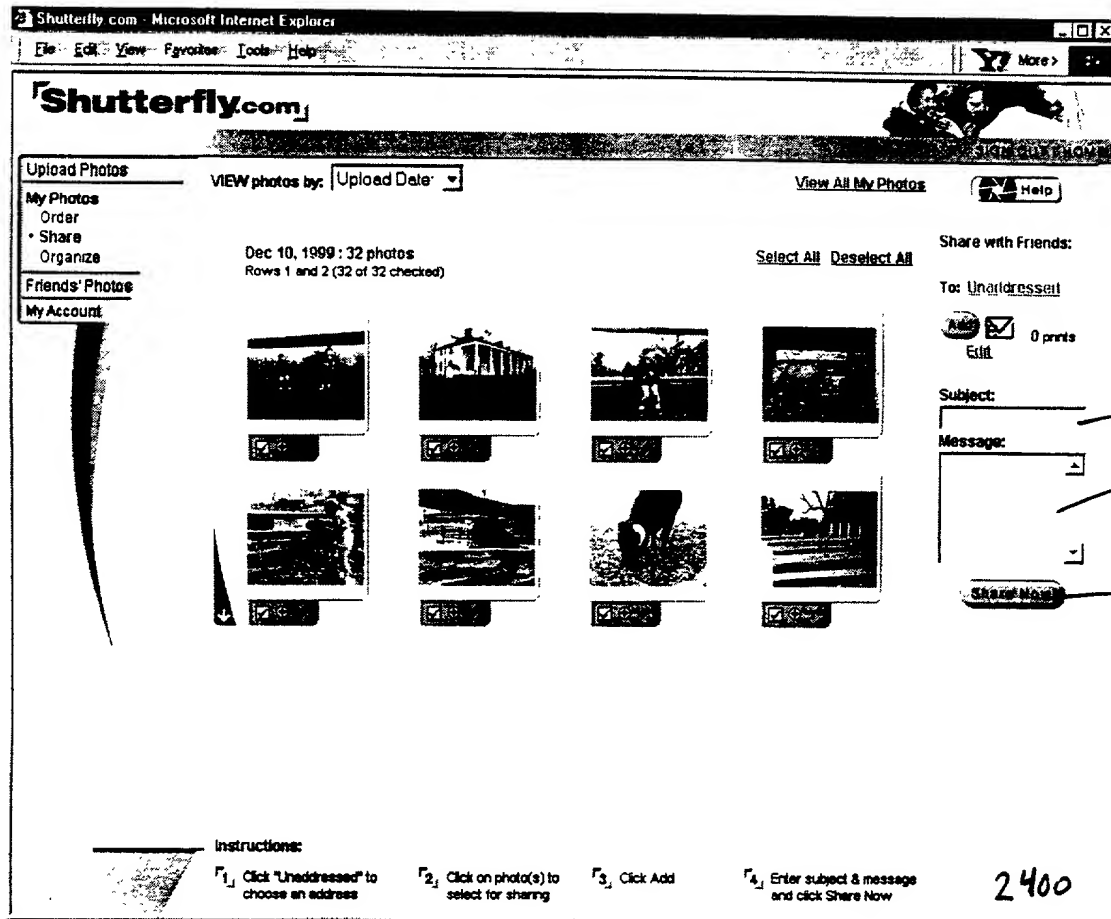 Shutterfly.com - Microsoft Internet Explorer
File Edit View Favorites Tools Help
Y! More >
Shutterfly.com
SIGN OUT HOME
Upload Photos
My Photos
Order
• Share
Organize
Friends' Photos
My Account
VIEW photos by: Upload Date
View All My Photos
Help
Dec 10, 1999 : 32 photos
Rows 1 and 2 (32 of 32 checked)
Select All Deselect All
Share with Friends:
To: Unaddressed
Add
0 prints
Edit
Subject:
Message:
Share Now
Instructions:
1 Click "Unaddressed" to
choose an address
2 Click on photo(s) to
select for sharing
3 Click Add
4 Enter subject & message
and click Share Now
2400